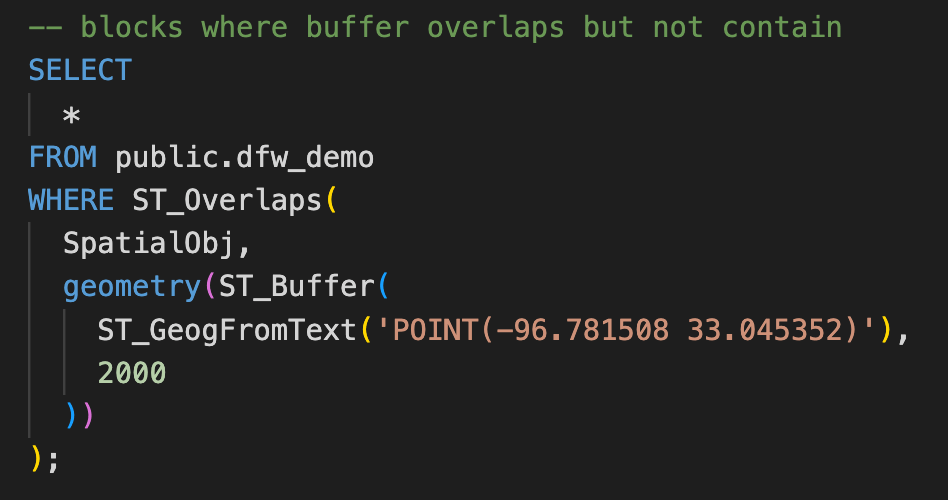 -- blocks where buffer overlaps but not contain
SELECT
*
FROM public.dfw_demo
WHERE ST_Overlaps(
SpatialObj,
geometry(ST_Buffer(
ST_GeogFromText('POINT(-96.781508 33.045352)'),
2000
))
);